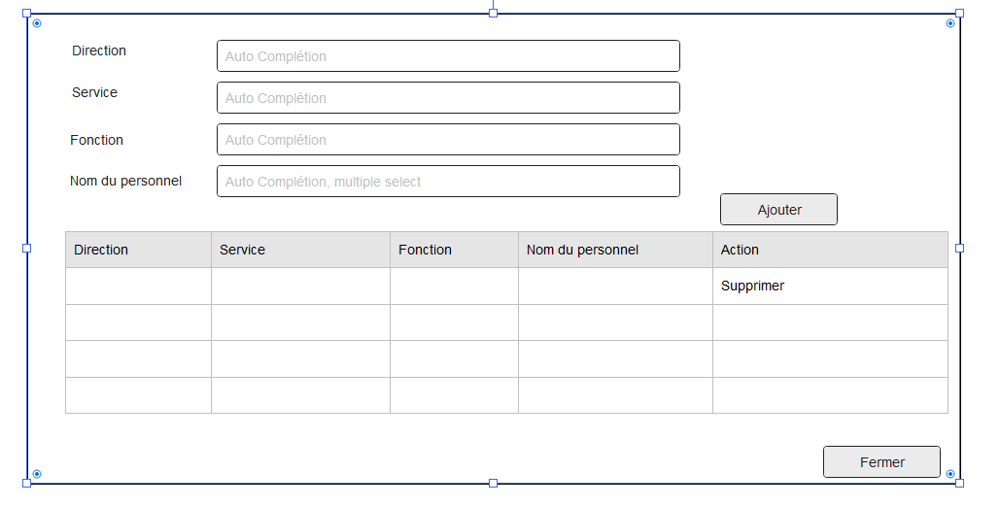 Direction
Auto Complétion
Service
Auto Complétion
Fonction
Auto Complétion
Nom du personnel
Auto Complétion, multiple select
Ajouter
Direction Service Fonction Nom du personnel Action
Supprimer
Fermer